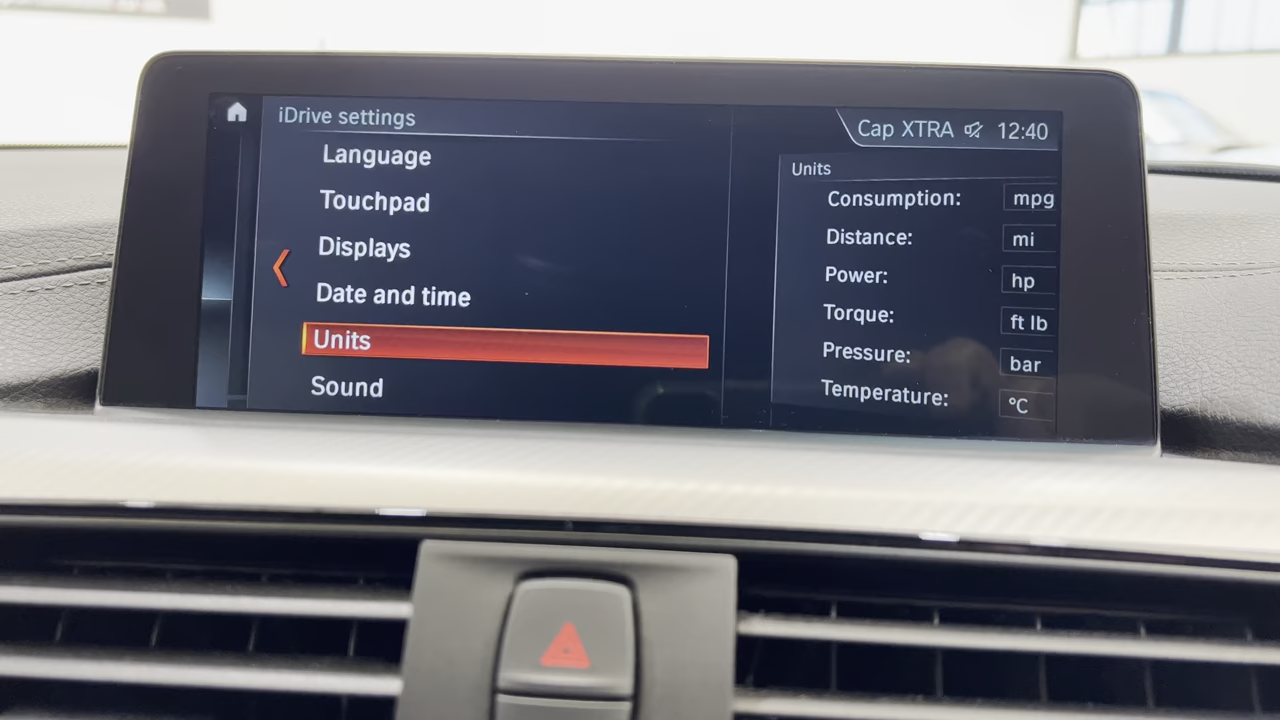 iDrive settings
Cap XTRA 12:40
Language
Touchpad
Displays
Date and time
Units
Sound
Units
Consumption: mpg
Distance: mi
Power: hp
Torque: ft lb
Pressure: bar
Temperature: °C